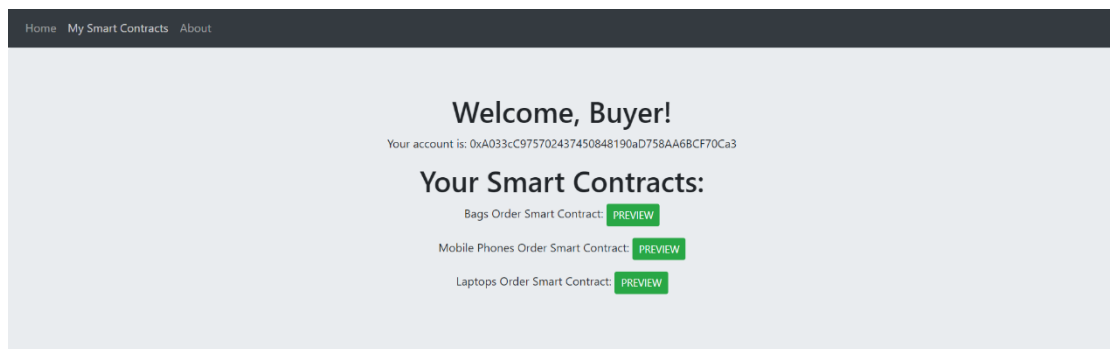 Home My Smart Contracts About
Welcome, Buyer!
Your account is: 0xA033cC975702437450848190aD758AA6BCF70Ca3
Your Smart Contracts:
Bags Order Smart Contract: PREVIEW
Mobile Phones Order Smart Contract: PREVIEW
Laptops Order Smart Contract: PREVIEW